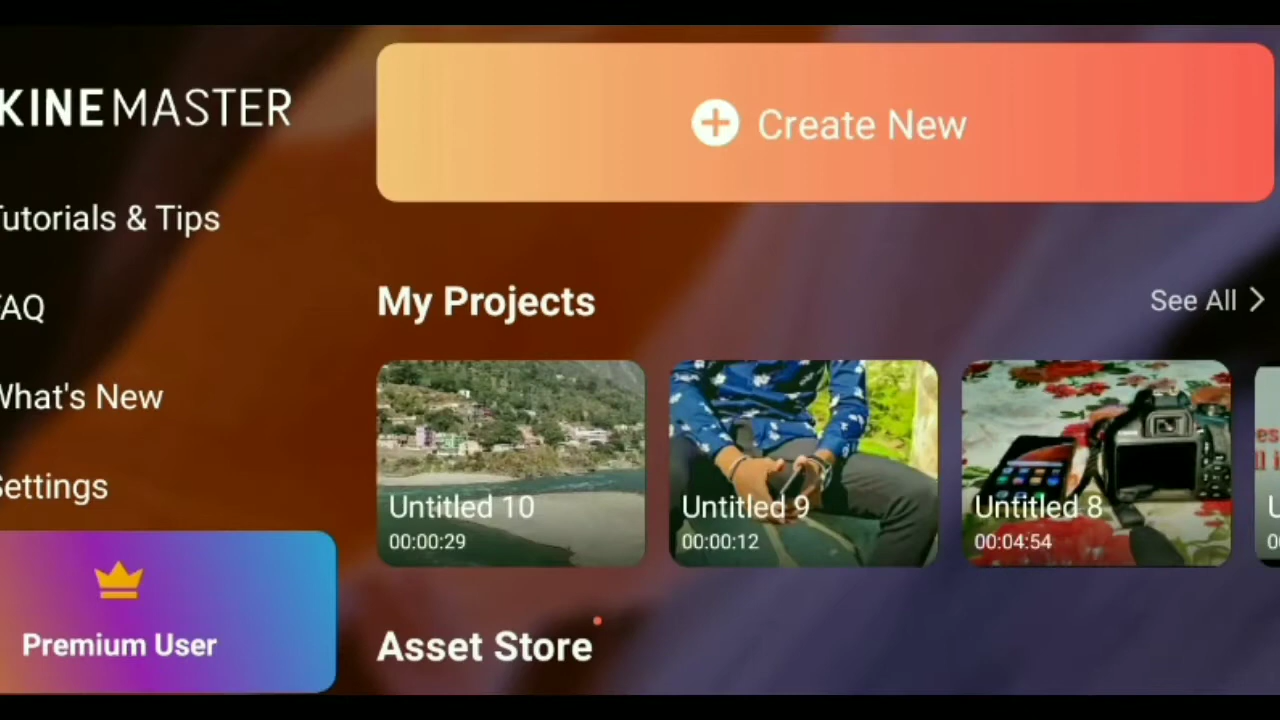 KINEMASTER
Tutorials & Tips
FAQ
What's New
Settings
Premium User
Create New
My Projects
See All
Untitled 10
00:00:29
Untitled 9
00:00:12
Untitled 8
00:04:54
Asset Store